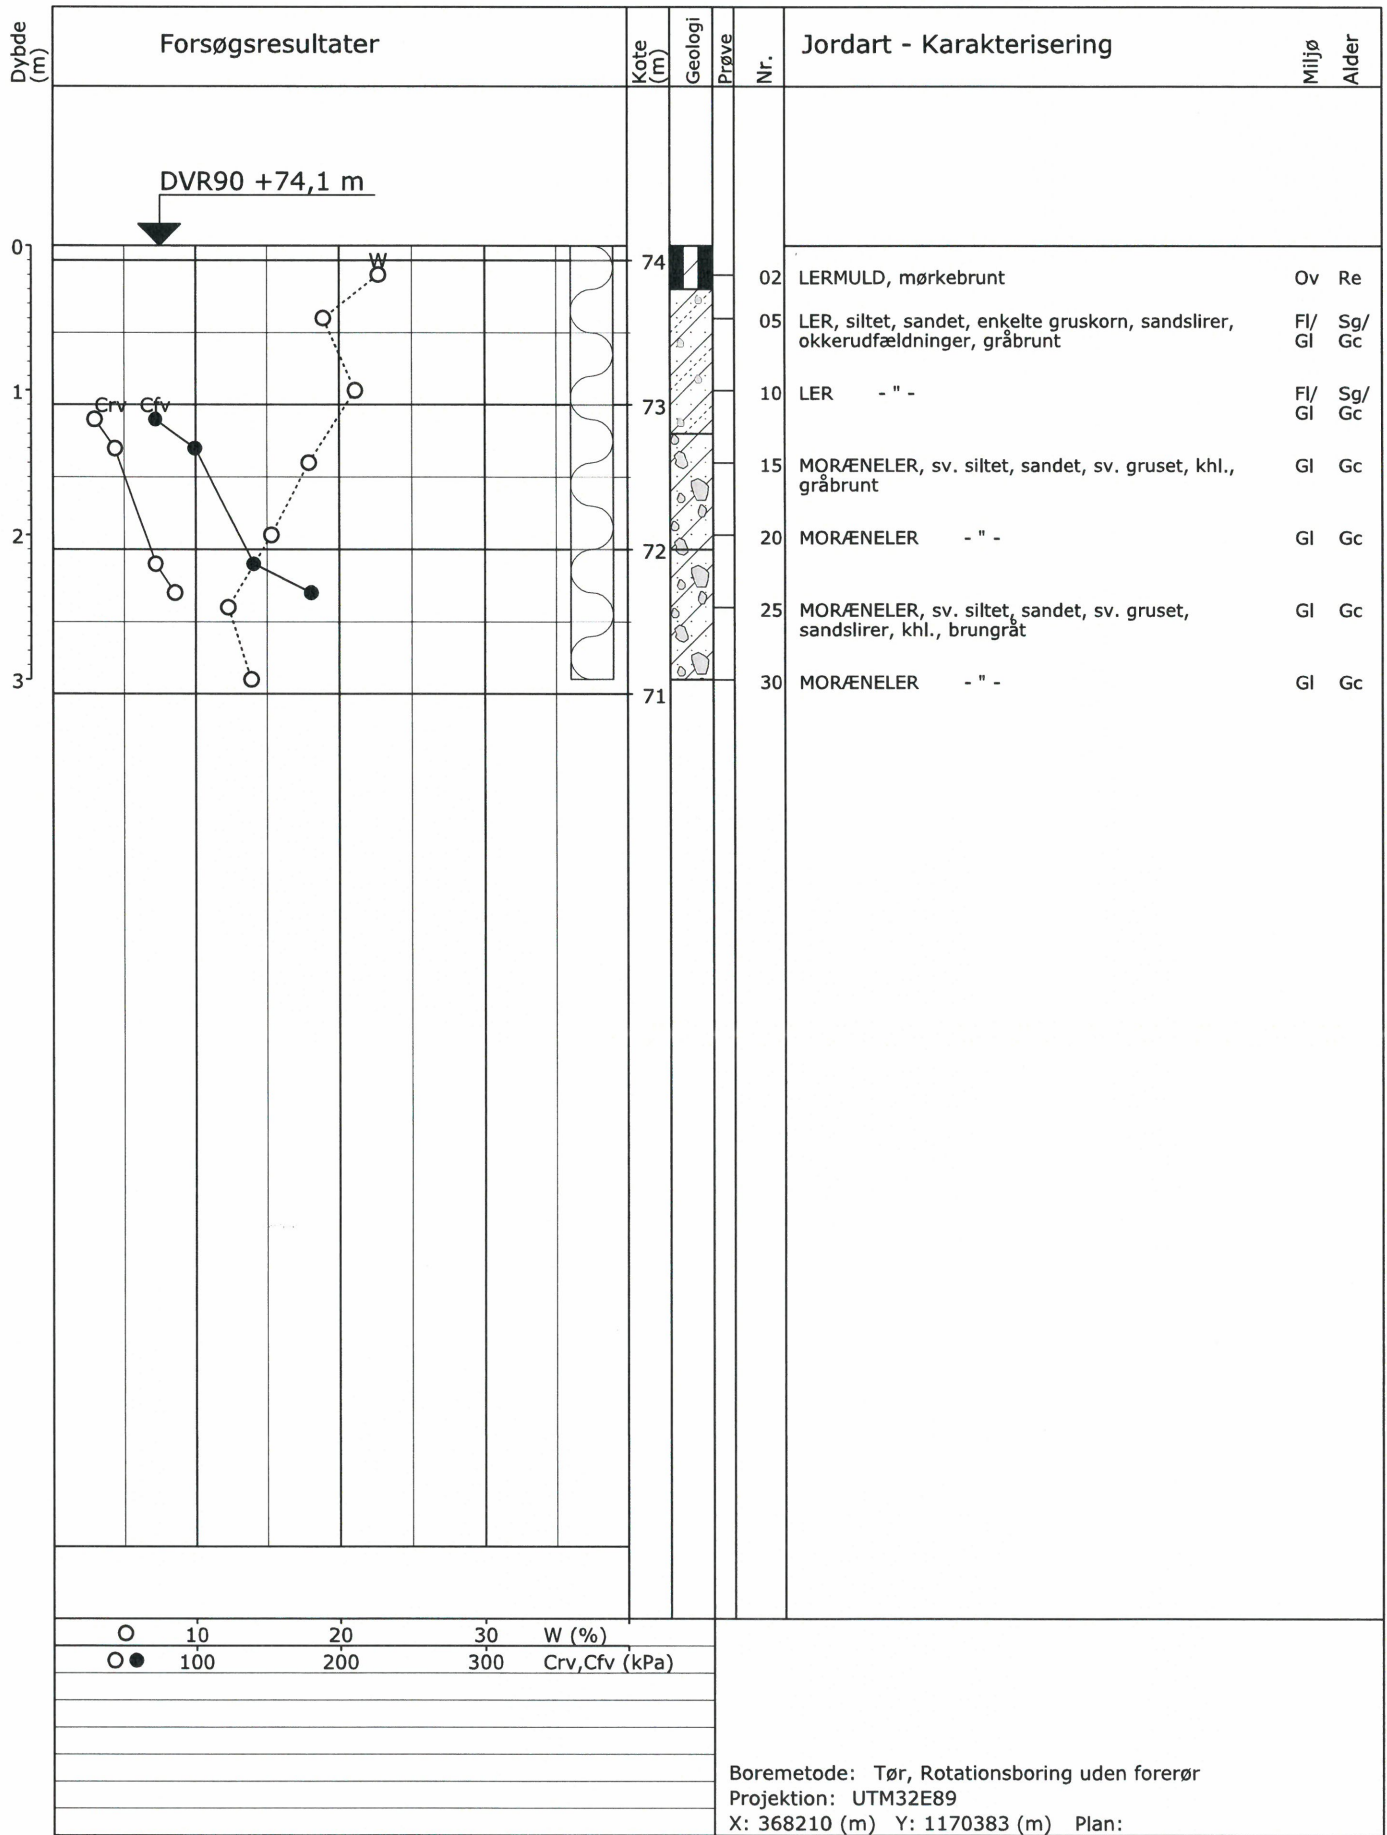 Dybde (m)
Forsøgsresultater
Kote (m)
Geologi
Prøve
Nr.
Jordart - Karakterisering
Miljø
Alder
DVR90 +74,1 m
0
W
74
02 LERMULD, mørkebrunt Ov Re
05 LER, siltet, sandet, enkelte gruskorn, sandslirer, Fl/ Sg/
okkerudfældninger, gråbrunt Gl Gc
1
10 LER - " - Fl/ Sg/
Gl Gc
Crv Cfv
73
15 MORÆNELER, sv. siltet, sandet, sv. gruset, khl., Gl Gc
gråbrunt
2
20 MORÆNELER - " - Gl Gc
72
25 MORÆNELER, sv. siltet, sandet, sv. gruset, Gl Gc
sandslirer, khl., brungråt
3
30 MORÆNELER - " - Gl Gc
71
10 20 30 W (%)
100 200 300 Crv,Cfv (kPa)
Boremetode: Tør, Rotationsboring uden forerør
Projektion: UTM32E89
X: 368210 (m) Y: 1170383 (m) Plan: